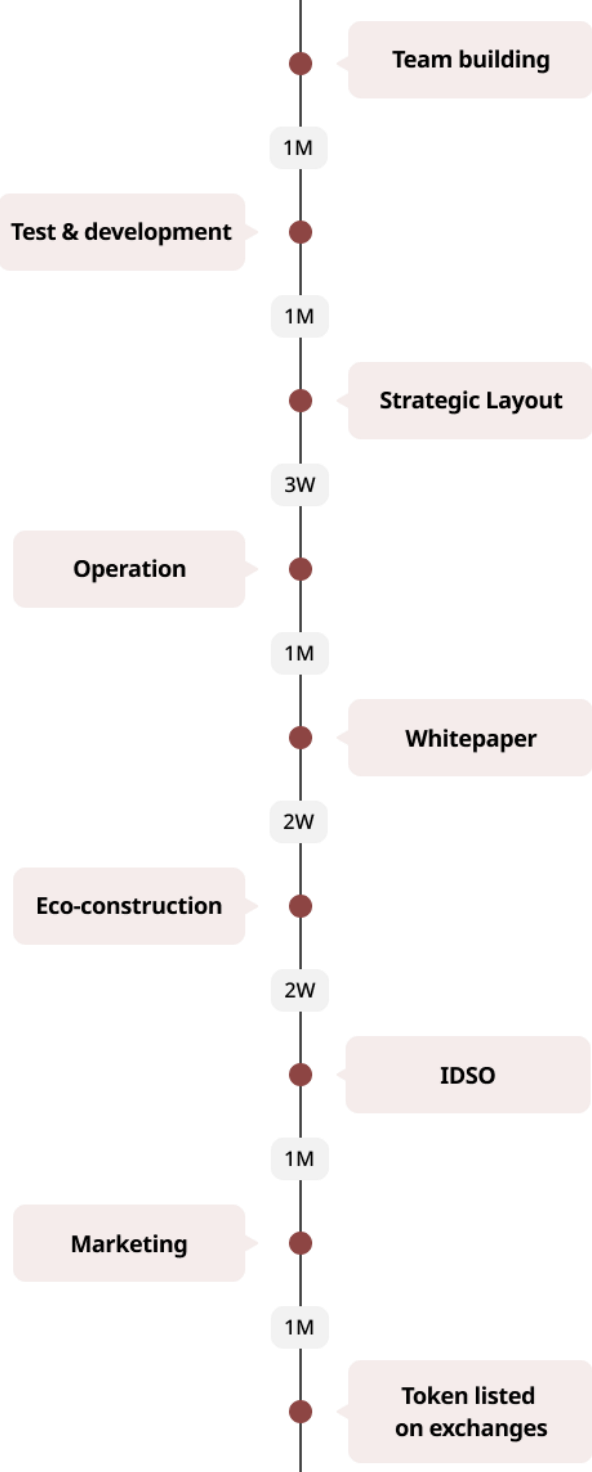 Team building
1M
Test & development
1M
Strategic Layout
3W
Operation
1M
Whitepaper
2W
Eco-construction
2W
IDSO
1M
Marketing
1M
Token listed
on exchanges